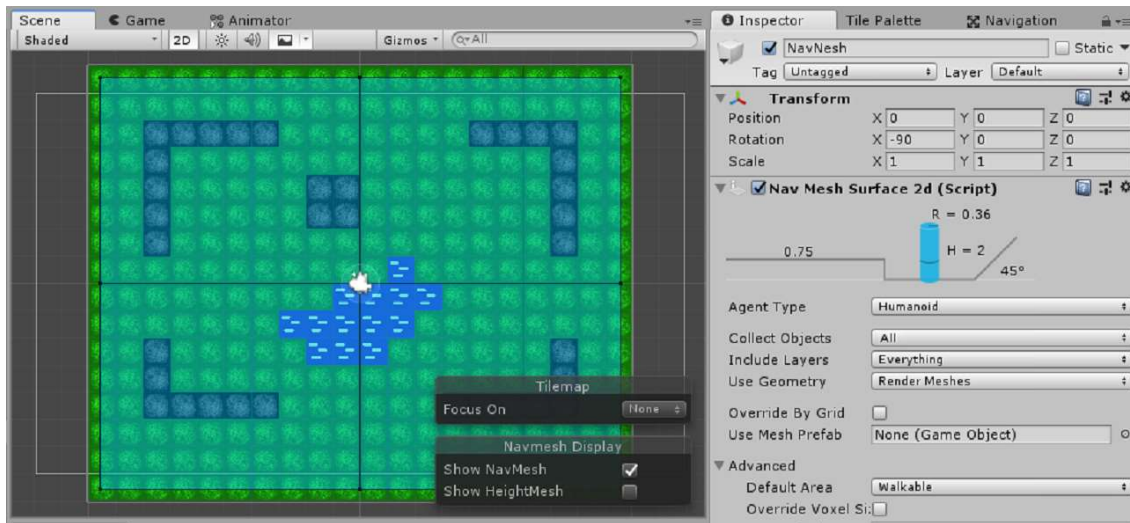 Scene Game Animator
Shaded 2D Gizmos All
Tilemap
Focus On None
Navmesh Display
Show NavMesh
Show HeightMesh
Inspector Tile Palette Navigation
NavNesh Static
Tag Untagged Layer Default
Transform
Position X 0 Y 0 Z 0
Rotation X -90 Y 0 Z 0
Scale X 1 Y 1 Z 1
Nav Mesh Surface 2d (Script)
R = 0.36
0.75 H = 2
45°
Agent Type Humanoid
Collect Objects All
Include Layers Everything
Use Geometry Render Meshes
Override By Grid
Use Mesh Prefab None (Game Object)
Advanced
Default Area Walkable
Override Voxel Si